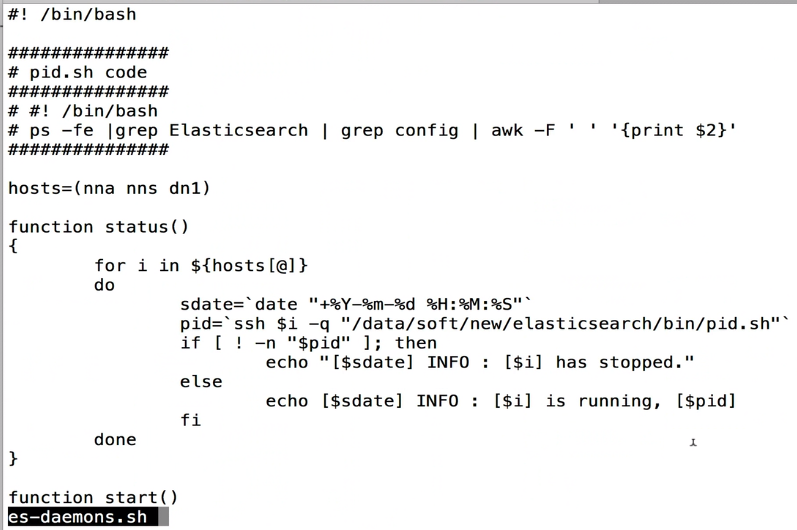 #! /bin/bash
###############
# pid.sh code
###############
# #! /bin/bash
# ps -fe |grep Elasticsearch | grep config | awk -F ' ' '{print $2}'
###############
hosts=(nna nns dn1)
function status()
{
for i in ${hosts[@]}
do
sdate=`date "+%Y-%m-%d %H:%M:%S"`
pid=`ssh $i -q "/data/soft/new/elasticsearch/bin/pid.sh"`
if [ ! -n "$pid" ]; then
echo "[$sdate] INFO : [$i] has stopped."
else
echo [$sdate] INFO : [$i] is running, [$pid]
fi
done
}
function start()
es-daemons.sh